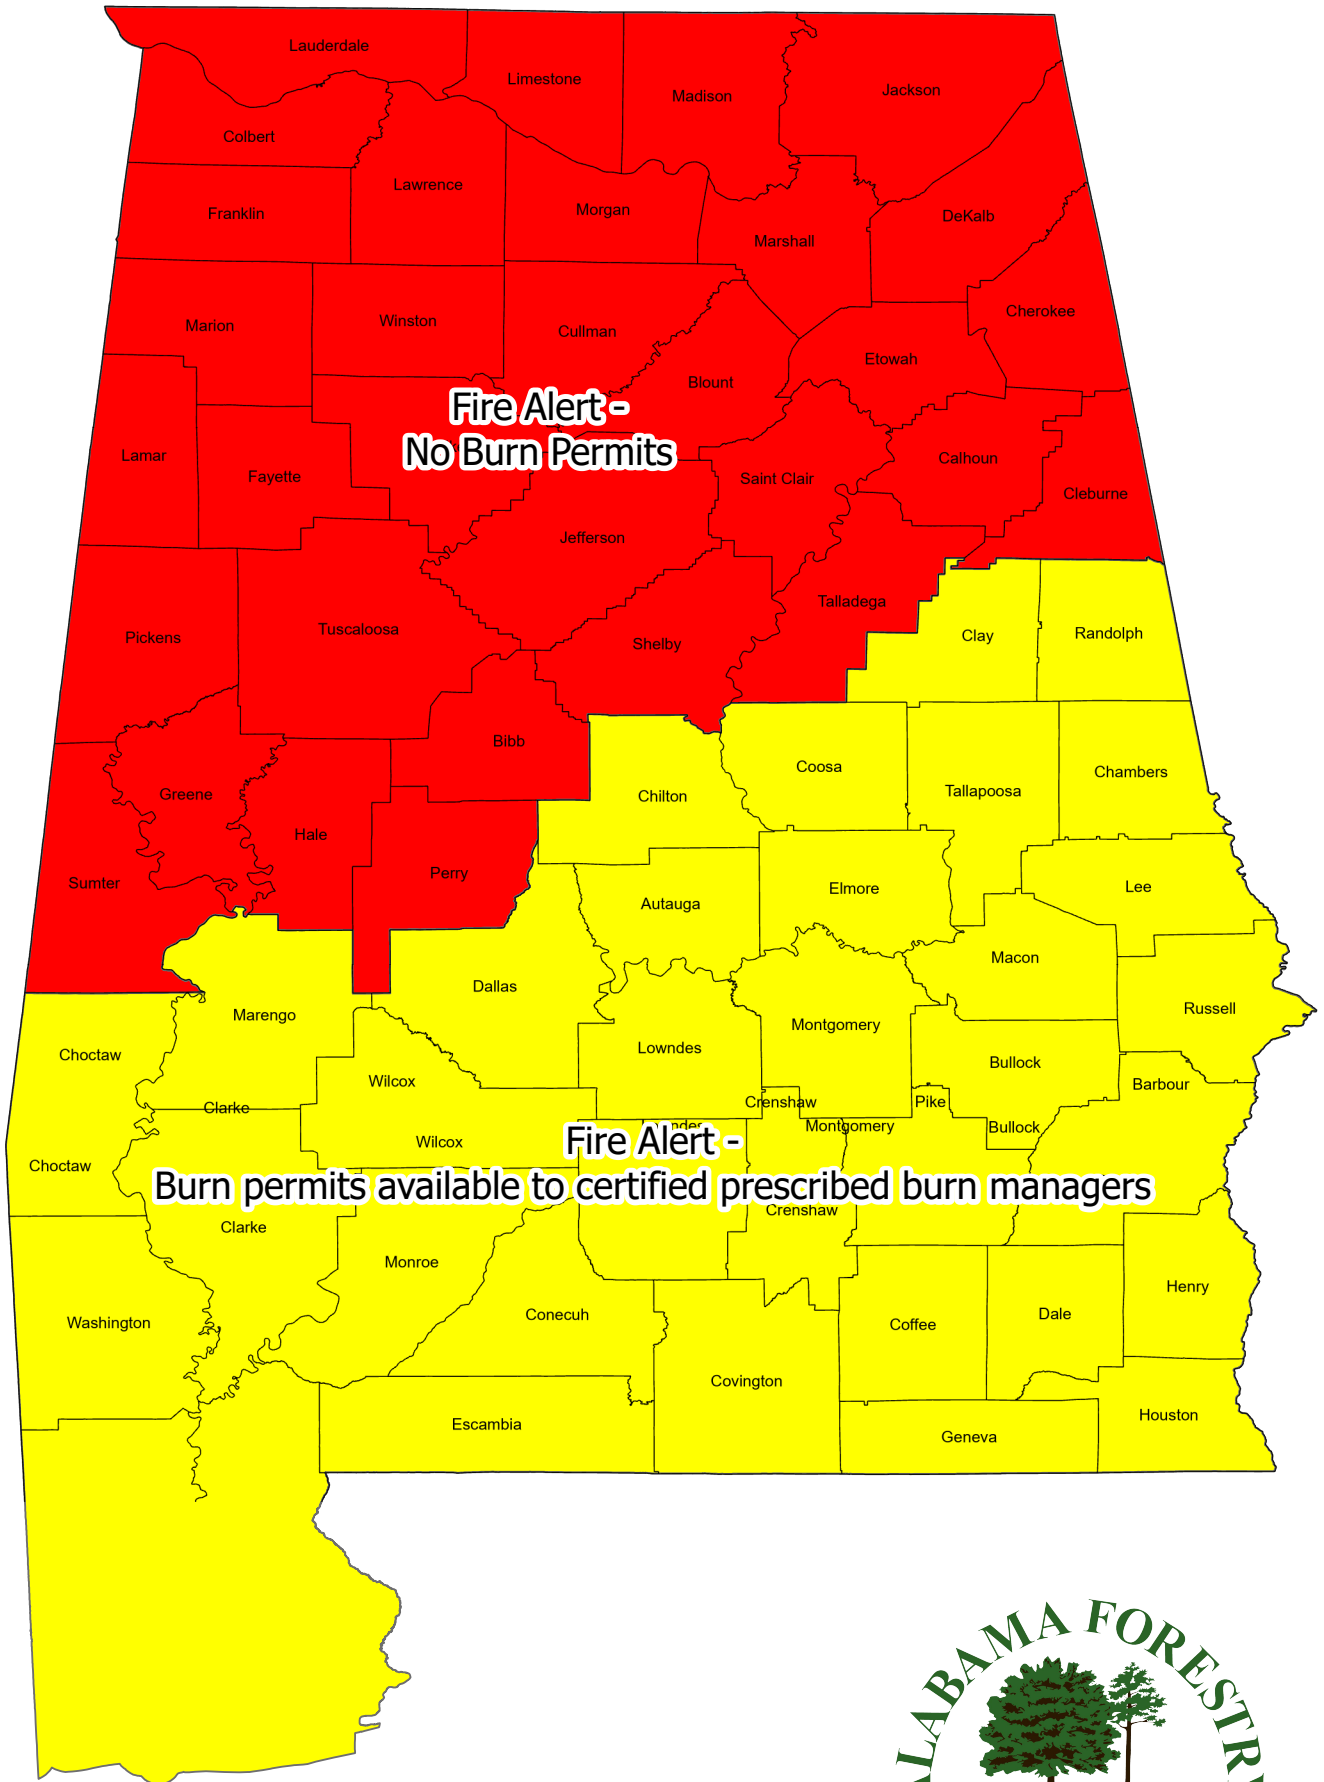 Lauderdale
Limestone
Madison
Jackson
Colbert
Lawrence
Franklin
Morgan
DeKalb
Marshall
Marion
Winston
Cullman
Cherokee
Etowah
Blount
Fire Alert -
No Burn Permits
Lamar
Fayette
Saint Clair
Calhoun
Cleburne
Jefferson
Talladega
Pickens
Tuscaloosa
Shelby
Clay
Randolph
Bibb
Coosa
Chambers
Greene
Chilton
Tallapoosa
Hale
Sumter
Perry
Autauga
Elmore
Lee
Dallas
Macon
Marengo
Montgomery
Russell
Choctaw
Lowndes
Bullock
Wilcox
Barbour
Clarke
Crenshaw
Pike
Montgomery
Bullock
Wilcox
Fire Alert -
Burn permits available to certified prescribed burn managers
Choctaw
Crenshaw
Clarke
Monroe
Henry
Washington
Conecuh
Coffee
Dale
Covington
Escambia
Geneva
Houston
LABAMA FOREST